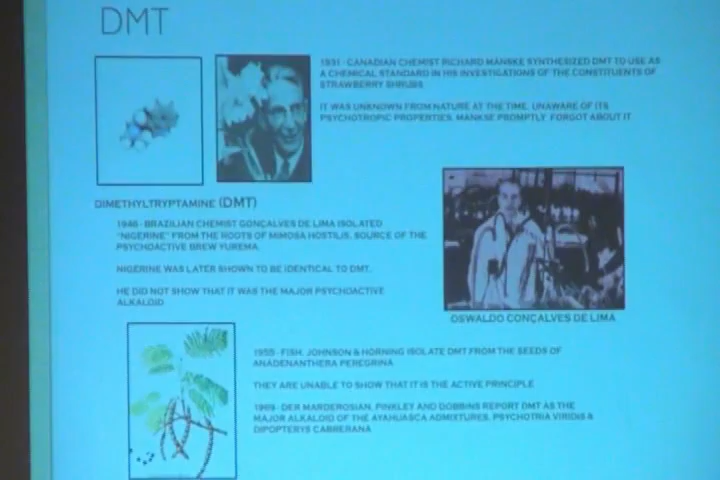 DMT
1931 - CANADIAN CHEMIST RICHARD MANSKE SYNTHESIZED DMT TO USE AS
A CHEMICAL STANDARD IN HIS INVESTIGATIONS OF THE CONSTITUENTS OF
STRAWBERRY SHRUBS
IT WAS UNKNOWN FROM NATURE AT THE TIME. UNAWARE OF ITS
PSYCHOTROPIC PROPERTIES, MANKSE PROMPTLY FORGOT ABOUT IT
DIMETHYLTRYPTAMINE (DMT)
1946 - BRAZILIAN CHEMIST GONÇALVES DE LIMA ISOLATED
"NIGERINE" FROM THE ROOTS OF MIMOSA HOSTILIS, SOURCE OF THE
PSYCHOACTIVE BREW YUREMA.
NIGERINE WAS LATER SHOWN TO BE IDENTICAL TO DMT.
HE DID NOT SHOW THAT IT WAS THE MAJOR PSYCHOACTIVE
ALKALOID
OSWALDO GONÇALVES DE LIMA
1955 - FISH, JOHNSON & HORNING ISOLATE DMT FROM THE SEEDS OF
ANADENANTHERA PEREGRINA
THEY ARE UNABLE TO SHOW THAT IT IS THE ACTIVE PRINCIPLE
DER MARDEROSIAN, PINKLEY AND DOBBINS REPORT DMT AS THE
MAJOR ALKALOID OF THE AYAHUASCA ADMIXTURES, PSYCHOTRIA VIRIDIS &
DIPOPTERYS CABRERANA